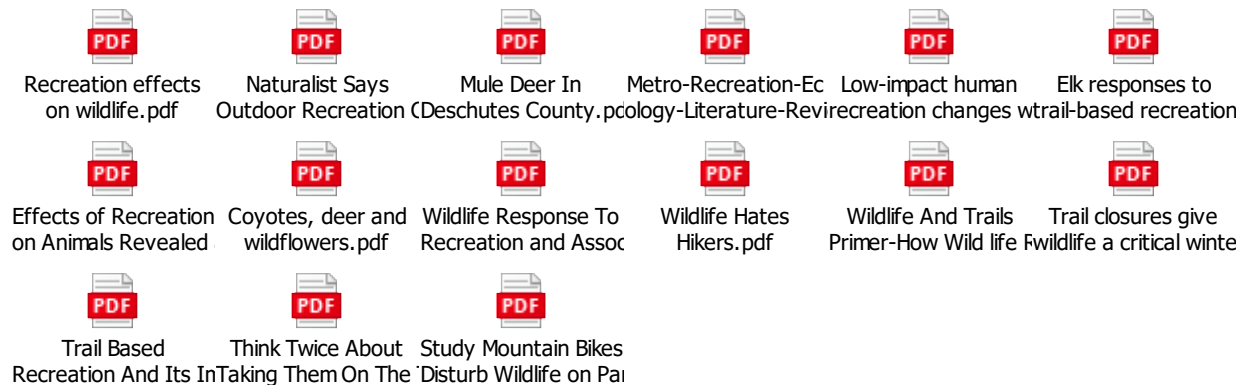 PDF PDF PDF PDF PDF PDF
Recreation effects Naturalist Says Mule Deer In Metro-Recreation-Ec Low-impact human Elk responses to
on wildlife.pdf Outdoor Recreation Deschutes County. ology-Literature-Revi recreation changes trail-based recreation
PDF PDF PDF PDF PDF PDF
Effects of Recreation Coyotes, deer and Wildlife Response To Wildlife Hates Wildlife And Trails Trail closures give
on Animals Revealed wildflowers.pdf Recreation and Assoc Hikers.pdf Primer-How Wild life wildlife a critical winte
PDF PDF PDF
Trail Based Think Twice About Study Mountain Bikes
Recreation And Its Taking Them On The Disturb Wildlife on